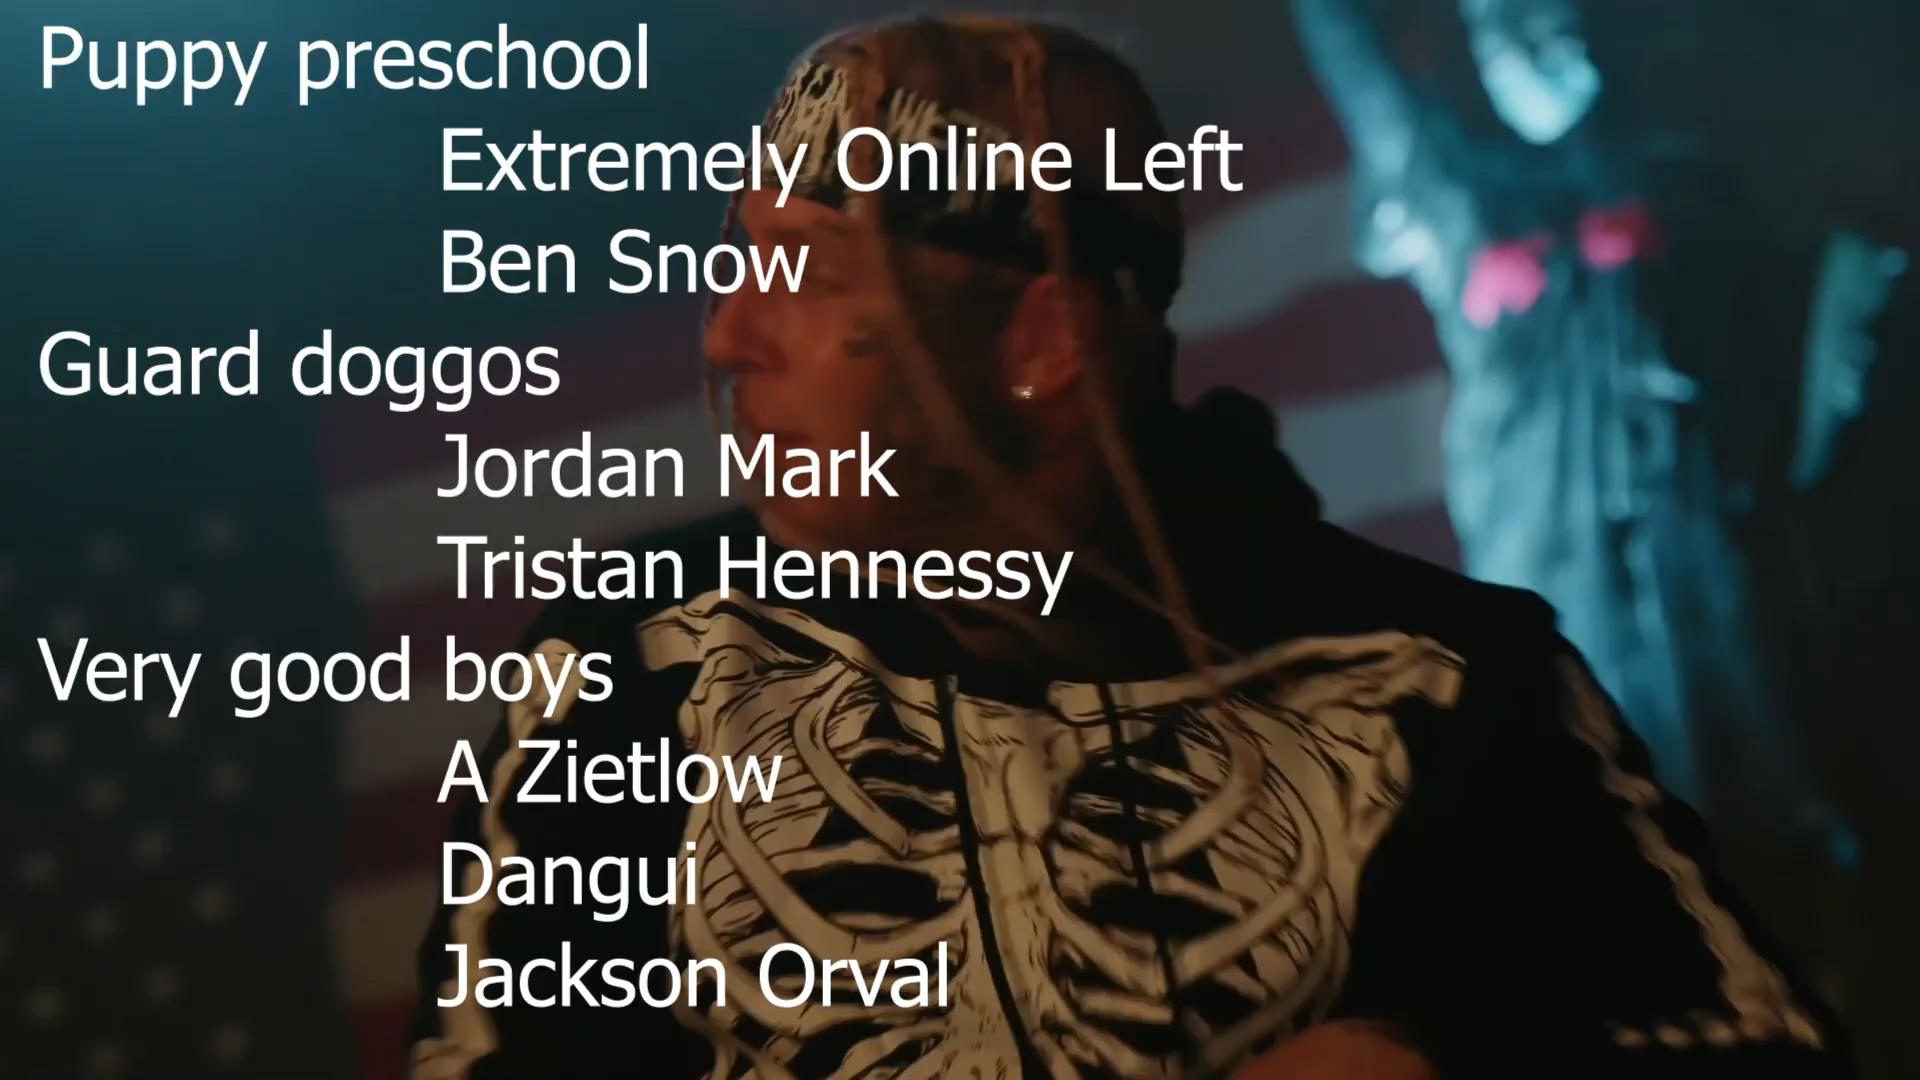 Puppy preschool
Extremely Online Left
Ben Snow
Guard doggos
Jordan Mark
Tristan Hennessy
Very good boys
A Zietlow
Dangui
Jackson Orval